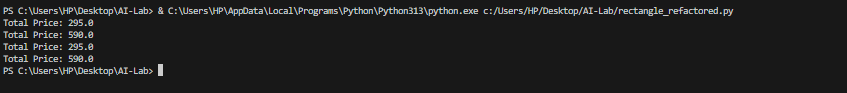 PS C:\Users\HP\Desktop\AI-Lab> & C:\Users\HP\AppData\Local\Programs\Python\Python313\python.exe c:/Users/HP/Desktop/AI-Lab/rectangle_refactored.py
Total Price: 295.0
Total Price: 590.0
Total Price: 295.0
Total Price: 590.0
PS C:\Users\HP\Desktop\AI-Lab>